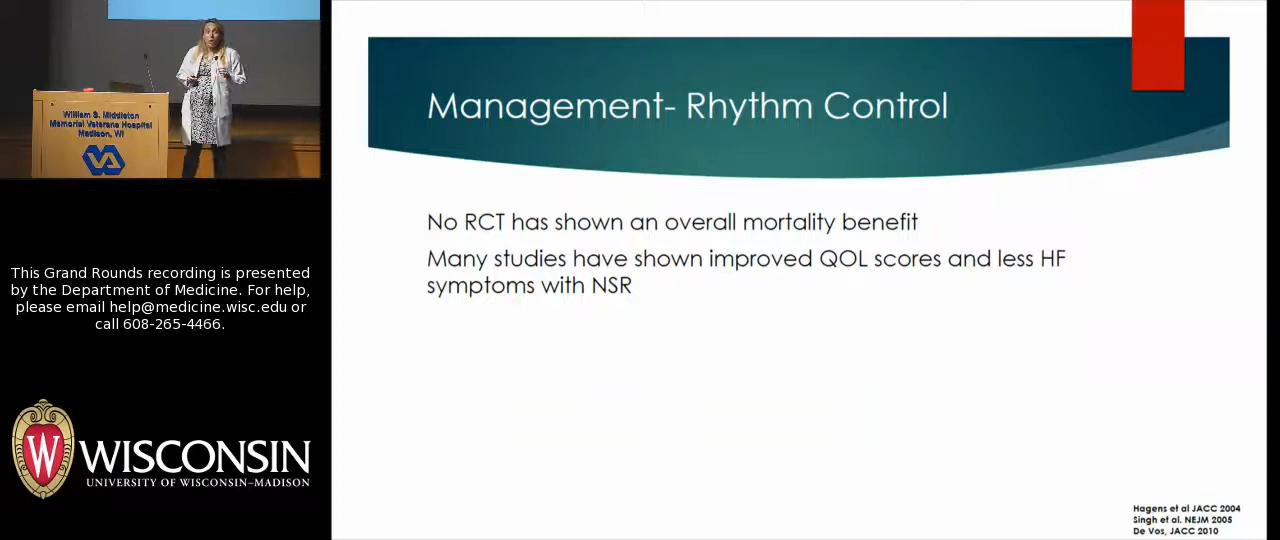 William S. Middleton
Memorial Veterans Hospital
Madison, WI
VA
This Grand Rounds recording is presented
by the Department of Medicine. For help,
please email help@medicine.wisc.edu or
call 608-265-4466.
W
WISCONSIN
UNIVERSITY OF WISCONSIN–MADISON
Management- Rhythm Control
No RCT has shown an overall mortality benefit
Many studies have shown improved QOL scores and less HF
symptoms with NSR
Hagens et al JACC 2004
Singh et al. NEJM 2005
De Vos, JACC 2010